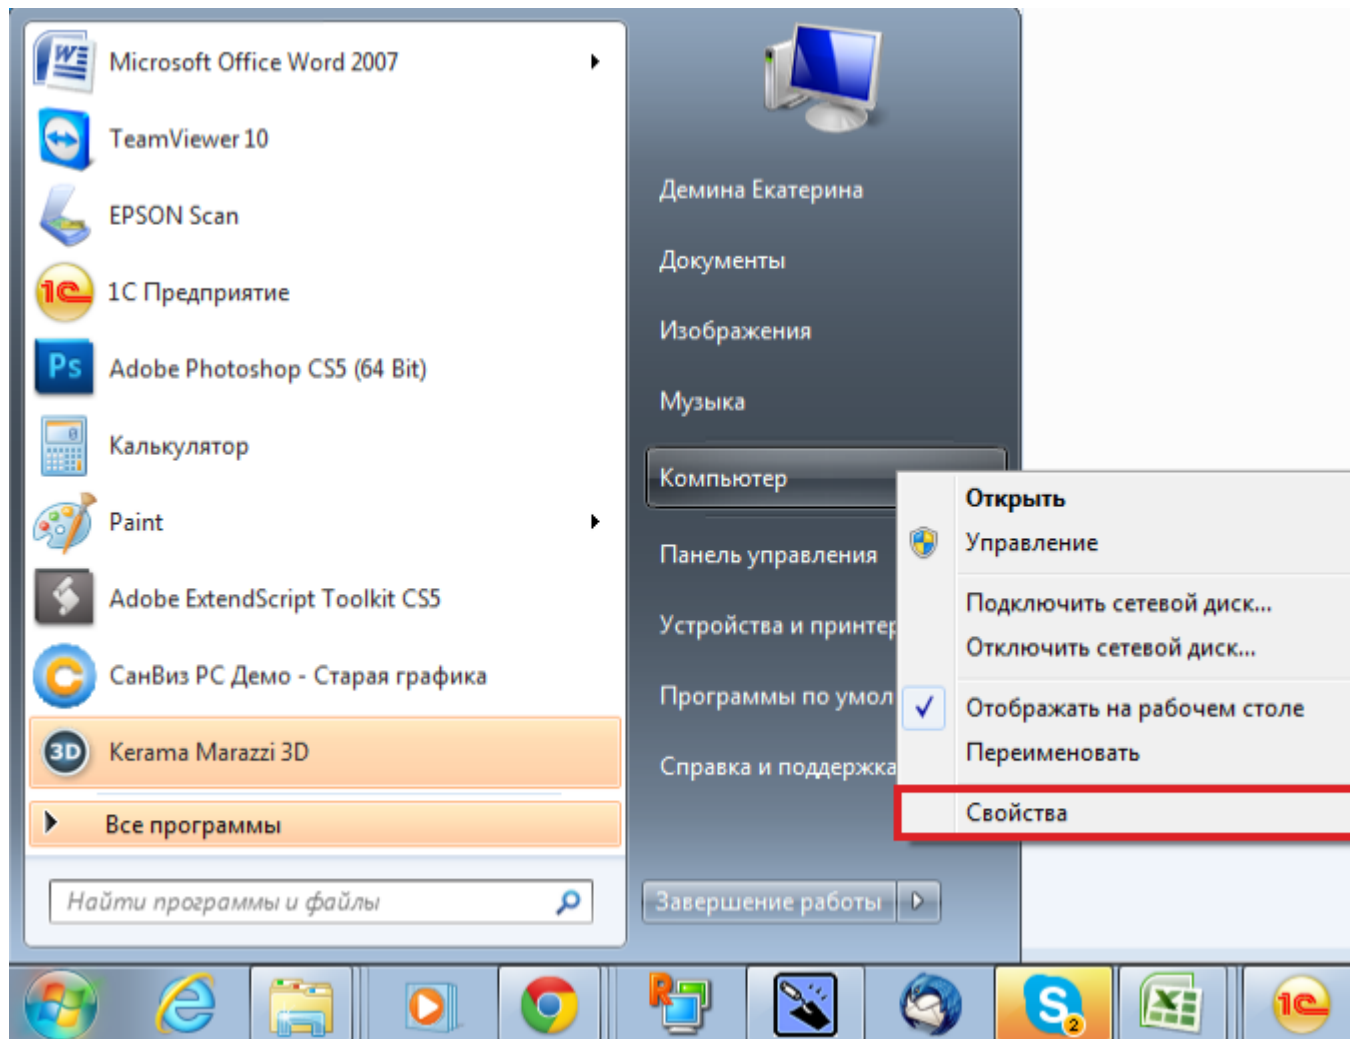 Microsoft Office Word 2007
TeamViewer 10
EPSON Scan
1С Предприятие
Adobe Photoshop CS5 (64 Bit)
Калькулятор
Paint
Adobe ExtendScript Toolkit CS5
СанВиз РС Демо - Старая графика
Kerama Marazzi 3D
Все программы
Найти программы и файлы
Демина Екатерина
Документы
Изображения
Музыка
Компьютер
Панель управления
Устройства и принтер
Программы по умол
Справка и поддержка
Завершение работы
Открыть
Управление
Подключить сетевой диск...
Отключить сетевой диск...
Отображать на рабочем столе
Переименовать
Свойства